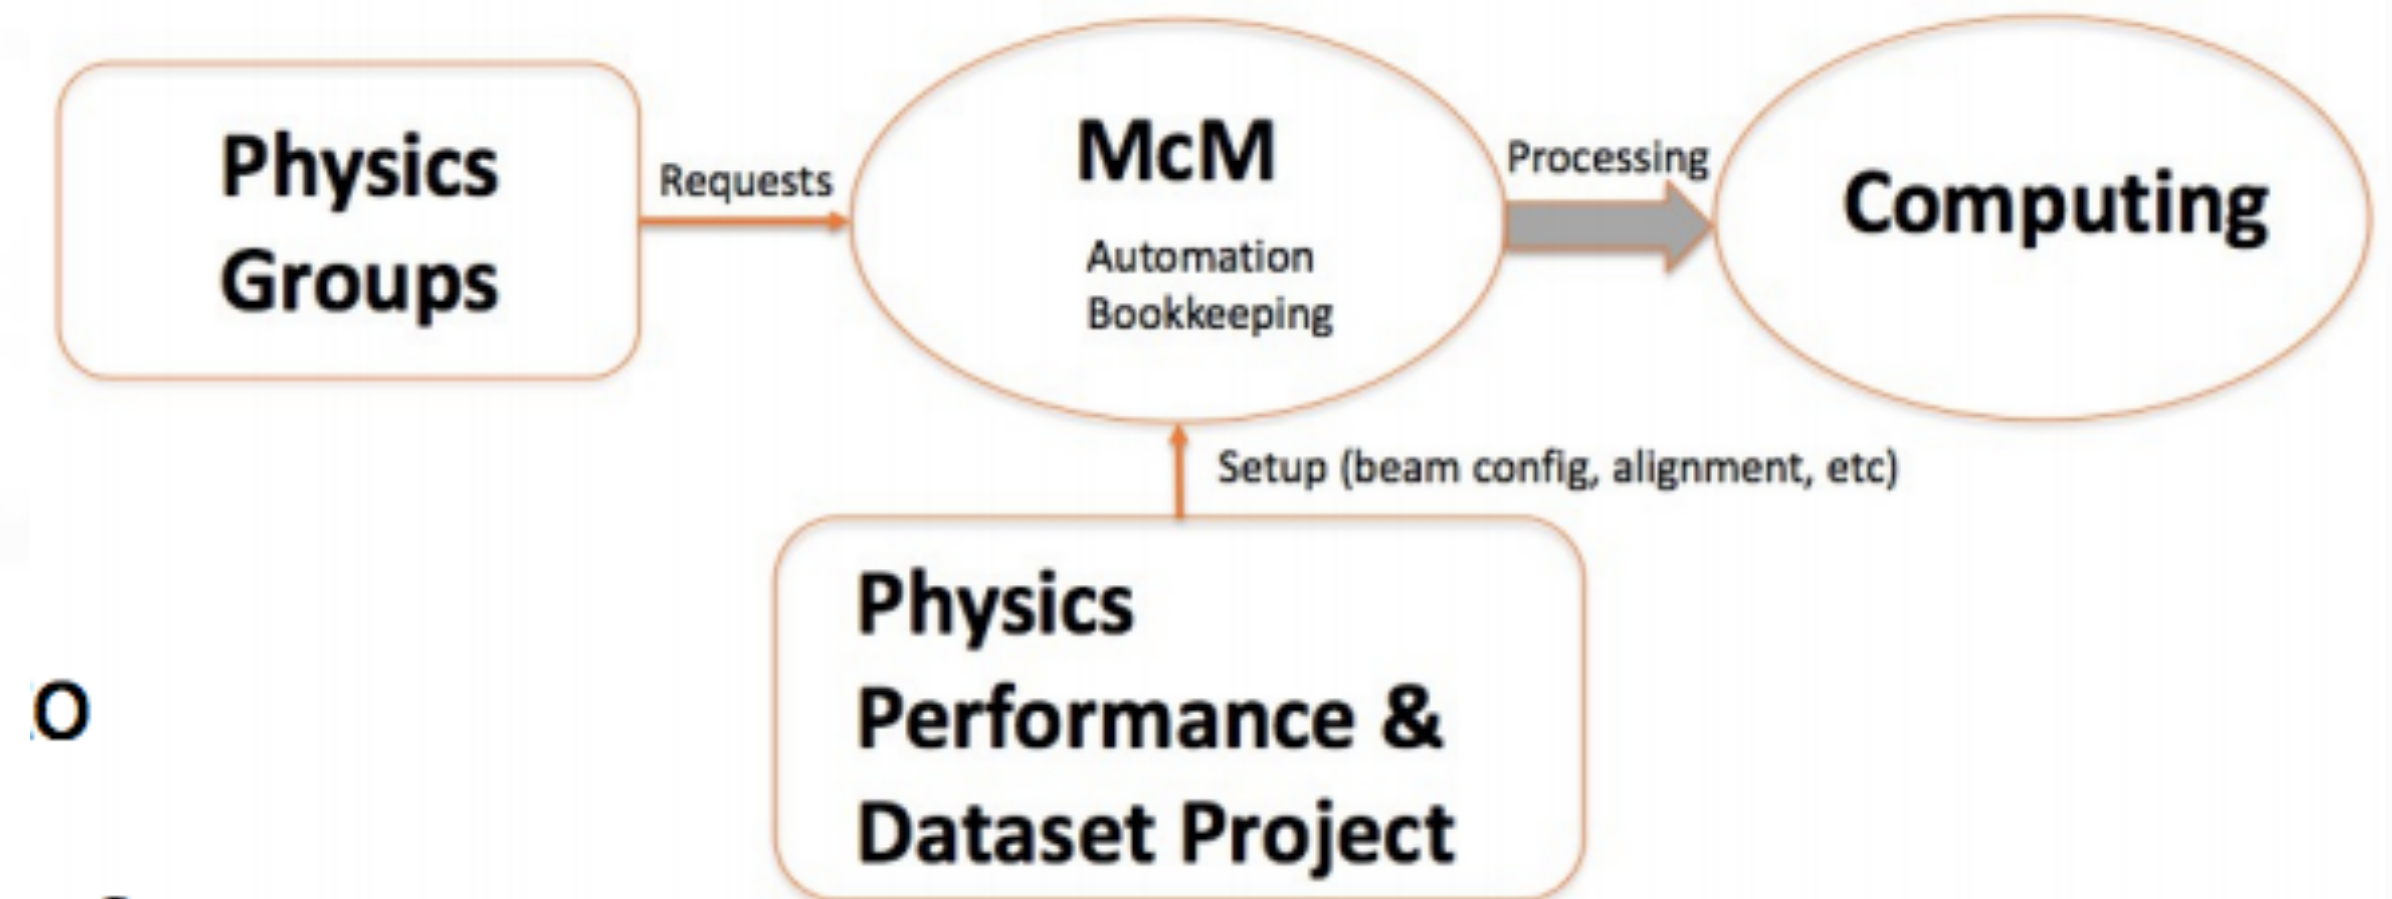 Physics
Groups
Requests
McM
Automation
Bookkeeping
Processing
Computing
Setup (beam config, alignment, etc)
Physics
Performance &
Dataset Project
o